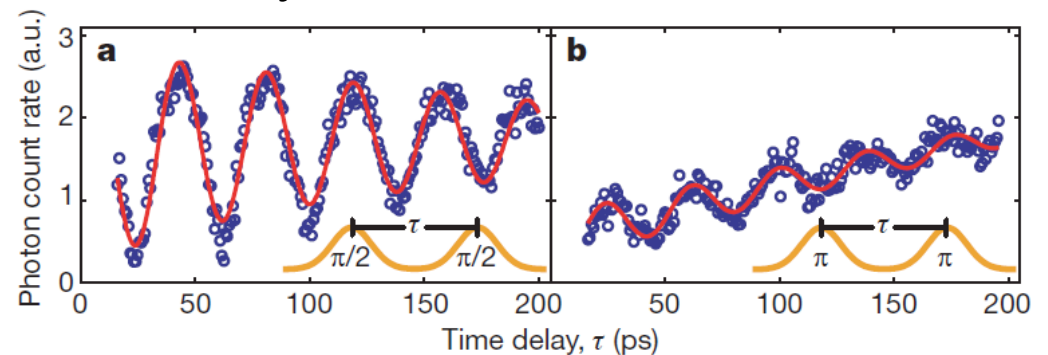 a
b
Photon count rate (a.u.)
3
2
1
0
τ
π/2
π/2
τ
π
π
0
50
100
150
200
50
100
150
200
Time delay, τ (ps)